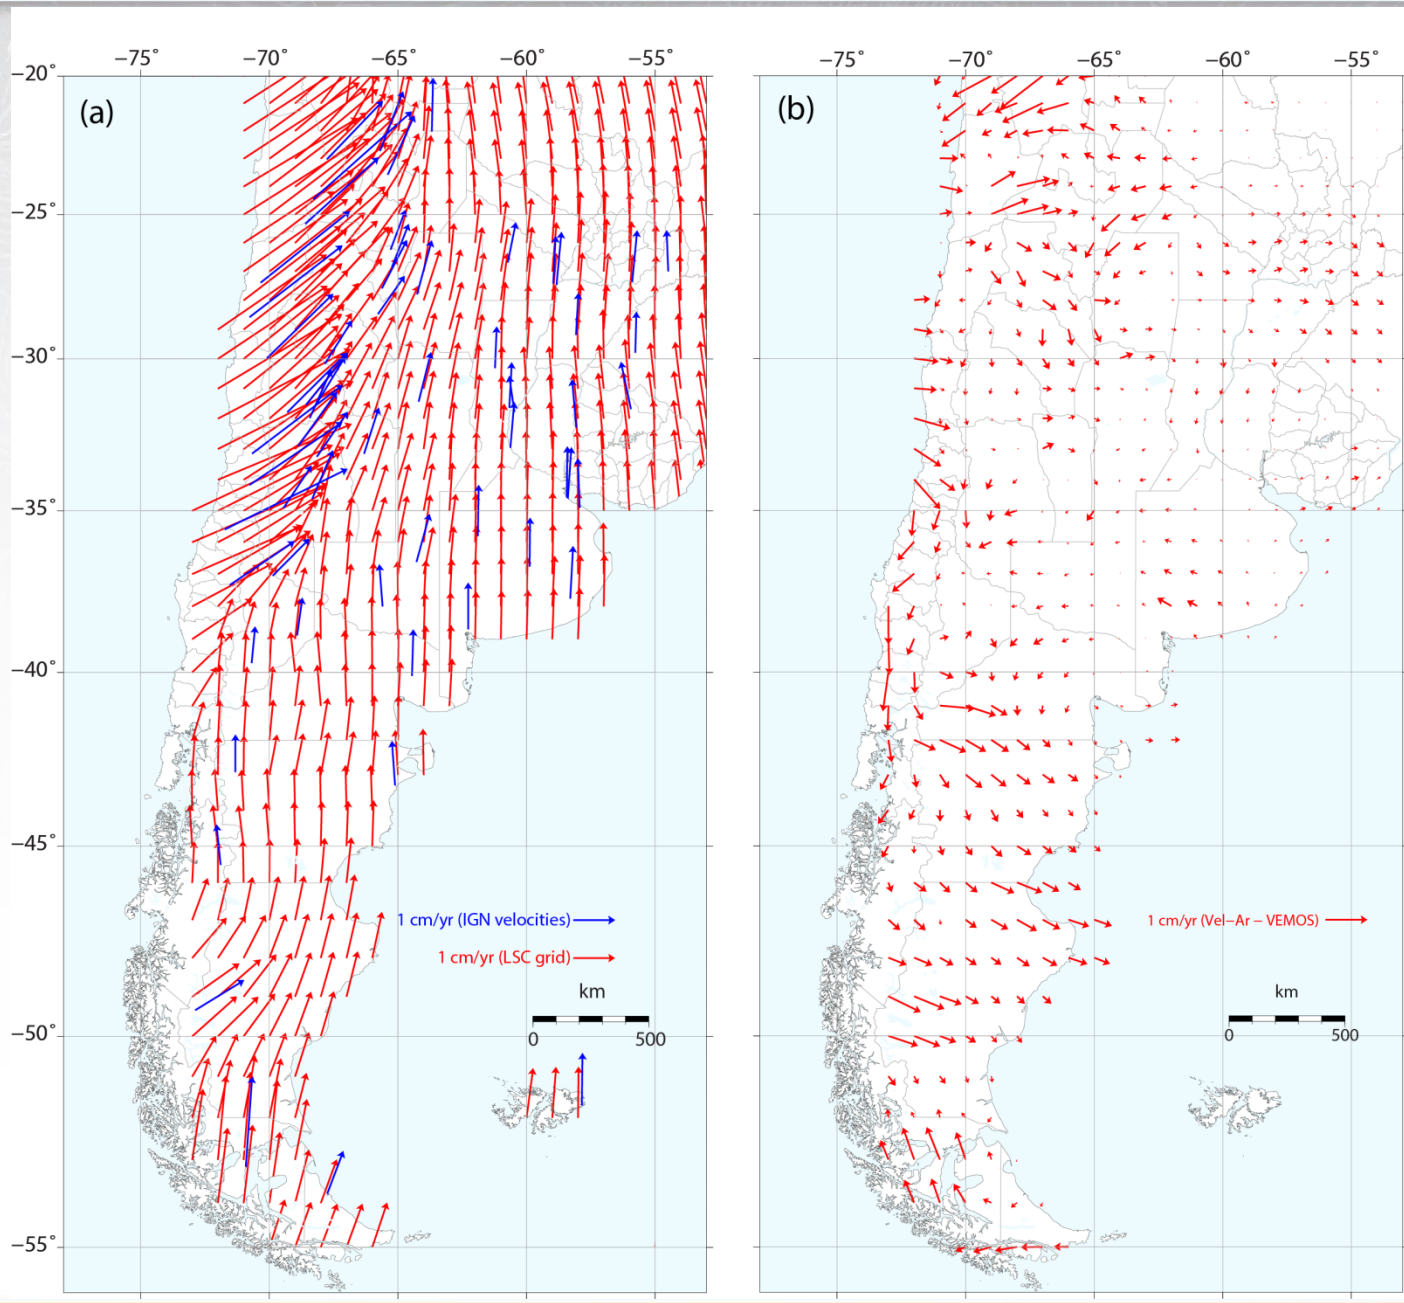 −75° −70° −65° −60° −55° −75° −70° −65° −60° −55°
−20°
(a) (b)
−25°
−30°
−35°
−40°
−45°
1 cm/yr (IGN velocities) 1 cm/yr (Vel−Ar − VEMOS)
1 cm/yr (LSC grid)
km km
−50°
0 500 0 500
−55°